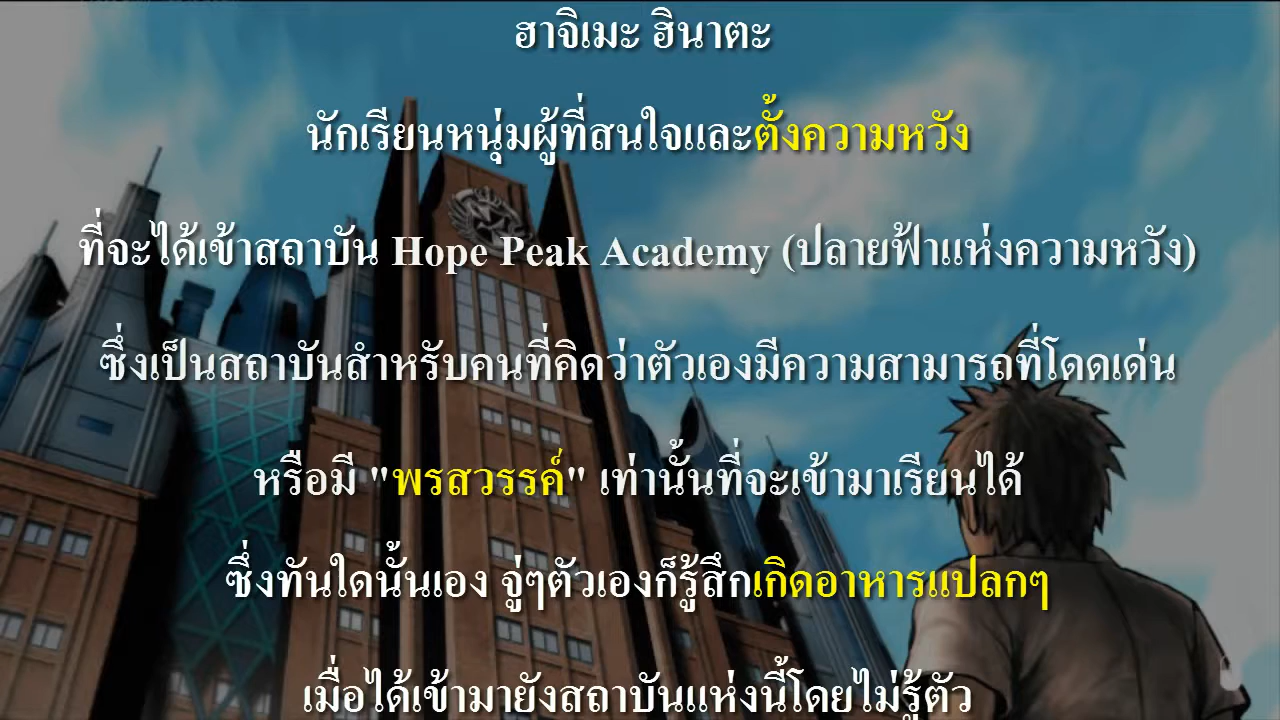 ฮาจิเมะ ฮินาตะ
นักเรียนหนุ่มผู้ที่สนใจและตั้งความหวัง
ที่จะได้เข้าสถาบัน Hope Peak Academy (ปลายฟ้าแห่งความหวัง)
ซึ่งเป็นสถาบันสำหรับคนที่คิดว่าตัวเองมีความสามารถที่โดดเด่น
หรือมี "พรสวรรค์" เท่านั้นที่จะเข้ามาเรียนได้
ซึ่งทันใดนั้นเอง จู่ๆตัวเองก็รู้สึกเกิดอาหารแปลกๆ
เมื่อได้เข้ามายังสถาบันแห่งนี้โดยไม่รู้ตัว